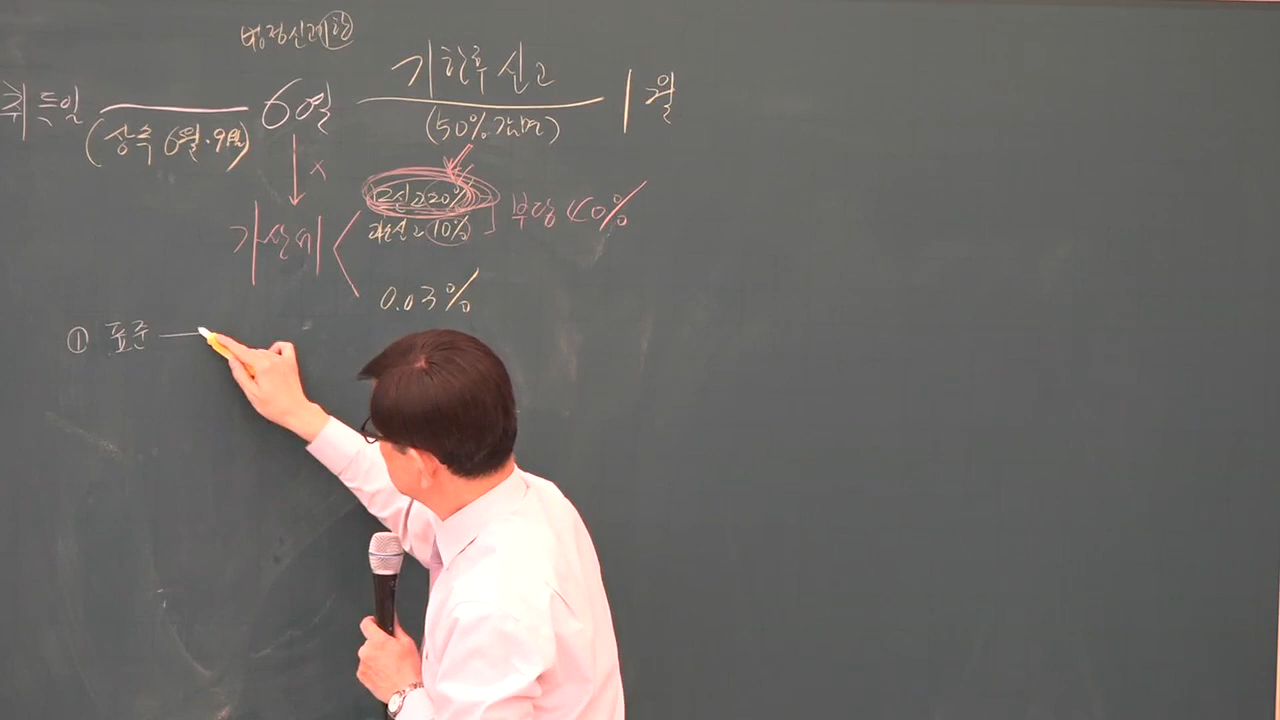 법정신고기한
취득일 60일 기한후 신고 1월
(상속 6월·9월) (50% 감면)
×
가산세 무신고 20% 부당 40%
과소신고 10%
0.03%
① 표준